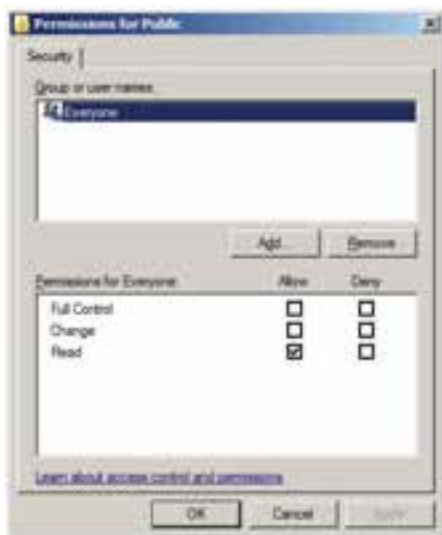 Permissions for Public
Security
Group or user names:
Everyone
Add... Remove
Permissions for Everyone Allow Deny
Full Control
Change
Read
Learn about access control and permissions
OK Cancel Apply